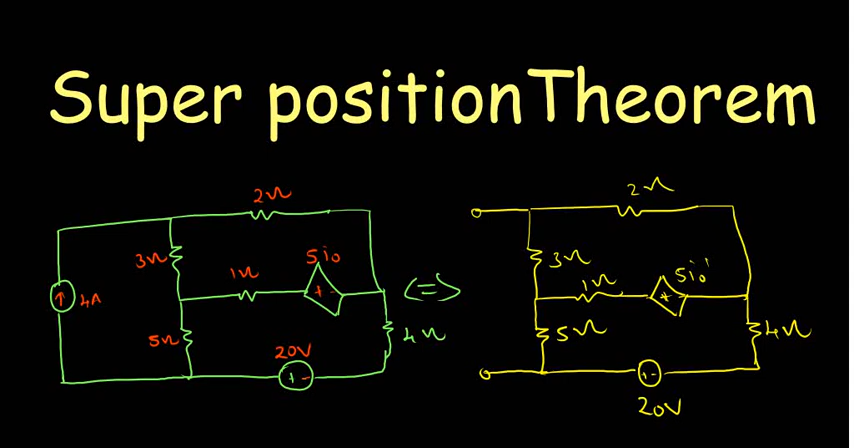 Super positionTheorem
2Ω
3Ω
1Ω
5i₀
↑ 4A
5Ω
20V
+ -
4Ω
<=>
2Ω
3Ω
1Ω
5i₀'
5Ω
4Ω
+ -
20V